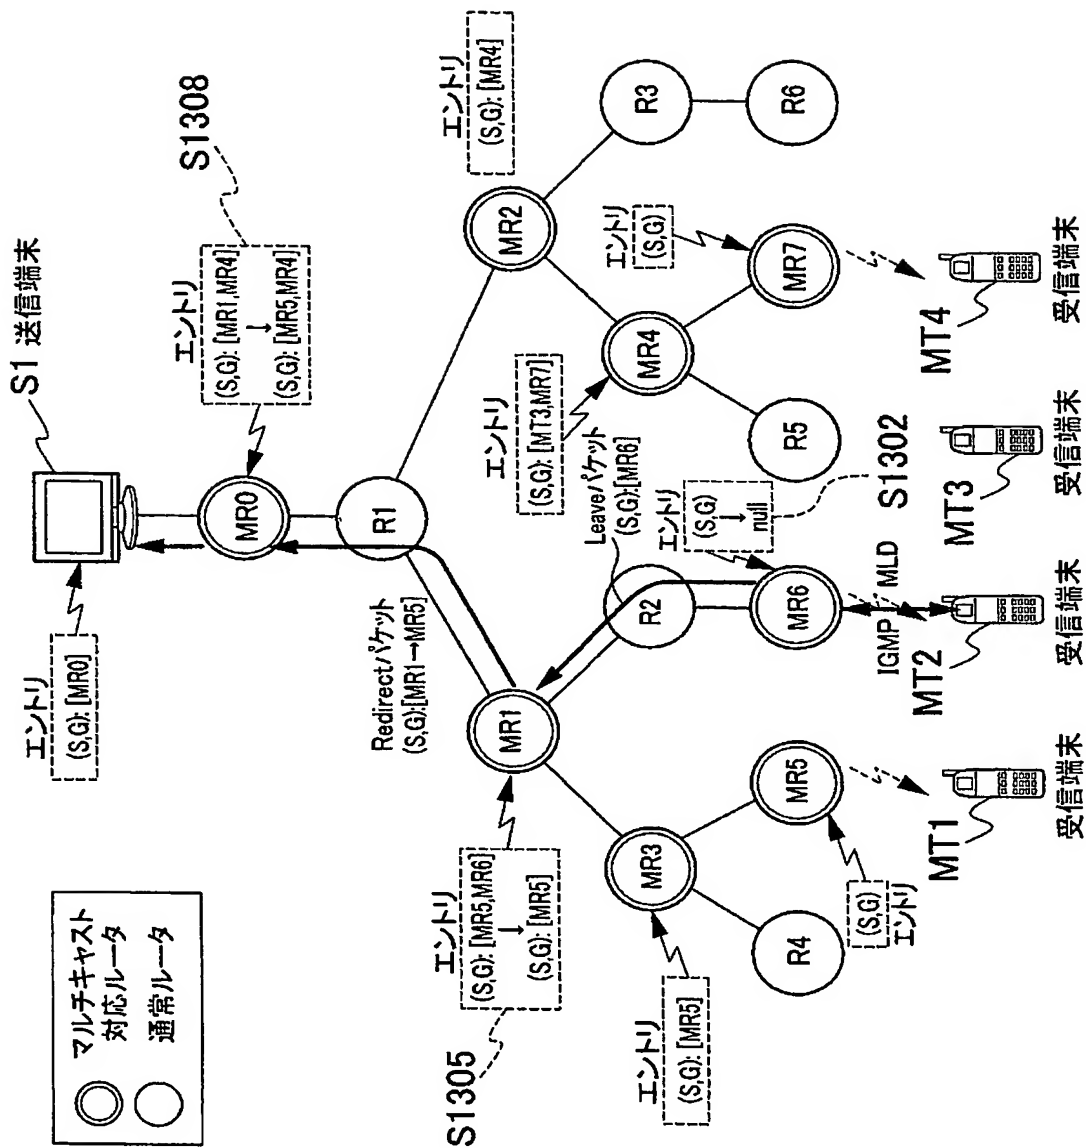 マルチキャスト
対応ルータ
通常ルータ
S1 送信端末
エントリ
(S,G): [MR0]
MR0
エントリ
(S,G): [MR1,MR4]
↓
(S,G): [MR5,MR4]
S1308
R1
Redirectパケット
(S,G):[MR1→MR5]
MR1
エントリ
(S,G): [MR5,MR6]
↓
(S,G): [MR5]
S1305
MR2
エントリ
(S,G): [MR4]
R3
R6
R2
Leaveパケット
(S,G):[MR6]
MR4
エントリ
(S,G): [MT3,MR7]
MR3
エントリ
(S,G): [MR5]
R4
MR5
(S,G)
エントリ
MR6
エントリ
(S,G)
↓
null
S1302
R5
MR7
エントリ
(S,G)
IGMP
MLD
MT1
受信端末
MT2
受信端末
MT3
受信端末
MT4
受信端末